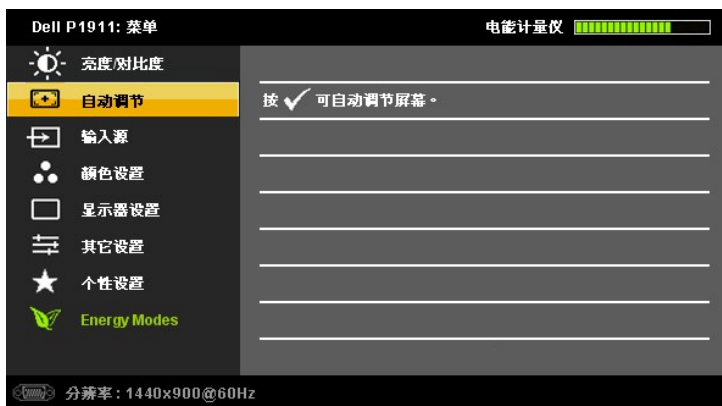 Dell P1911: 菜单
电能计量仪
亮度/对比度
自动调节
按 ✓ 可自动调节屏幕。
输入源
颜色设置
显示器设置
其它设置
个性设置
Energy Modes
分辨率: 1440x900@60Hz